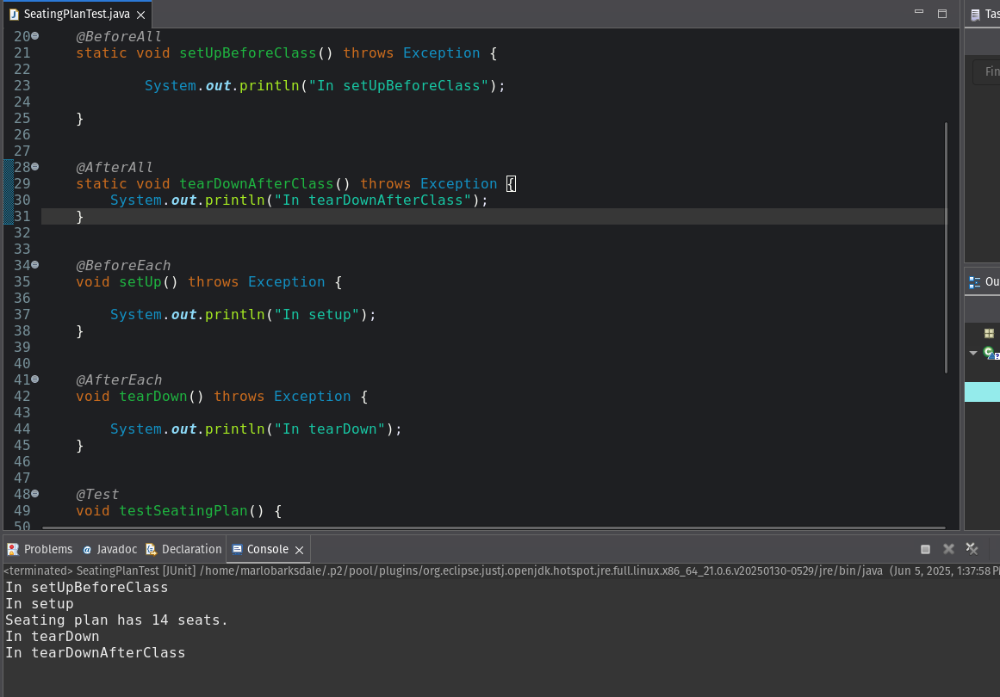 SeatingPlanTest.java
Tas
20 @BeforeAll
21 static void setUpBeforeClass() throws Exception {
22
23 System.out.println("In setUpBeforeClass");
24
25 }
26
27
28 @AfterAll
29 static void tearDownAfterClass() throws Exception {
30 System.out.println("In tearDownAfterClass");
31 }
32
33
34 @BeforeEach
35 void setUp() throws Exception {
36
37 System.out.println("In setup");
38 }
39
40
41 @AfterEach
42 void tearDown() throws Exception {
43
44 System.out.println("In tearDown");
45 }
46
47
48 @Test
49 void testSeatingPlan() {
50
Fin
Ou
Problems @ Javadoc Declaration Console
<terminated> SeatingPlanTest [JUnit] /home/marlobarksdale/.p2/pool/plugins/org.eclipse.justj.openjdk.hotspot.jre.full.linux.x86_64_21.0.6.v20250130-0529/jre/bin/java (Jun 5, 2025, 1:37:58 P
In setUpBeforeClass
In setup
Seating plan has 14 seats.
In tearDown
In tearDownAfterClass